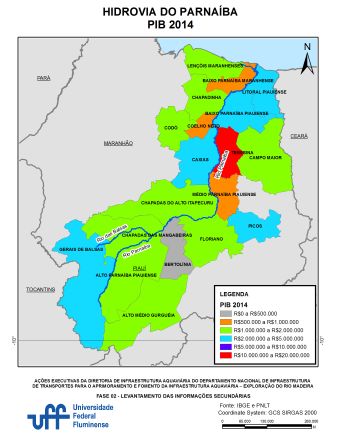 HIDROVIA DO PARNAÍBA
PIB 2014
N
LENÇÓIS MARANHENSES
BAIXO PARNAÍBA MARANHENSE
PARÁ
LITORAL PIAUIENSE
CHAPADINHA
BAIXO PARNAÍBA PIAUIENSE
CODÓ
COELHO NETO
CEARÁ
MARANHÃO
TERESINA
CAXIAS
CAMPO MAIOR
Rio Parnaíba
MÉDIO PARNAÍBA PIAUIENSE
CHAPADAS DO ALTO ITAPECURU
PICOS
Rio das Balsas
CHAPADAS DAS MANGABEIRAS
FLORIANO
GERAIS DE BALSAS
Rio Parnaíba
BERTOLÍNIA
PIAUÍ
ALTO PARNAÍBA PIAUIENSE
TOCANTINS
ALTO MÉDIO GURGUÉIA
LEGENDA
PIB 2014
R$0 a R$500.000
R$500.000 a R$1.000.000
R$1.000.000 a R$2.000.000
R$2.000.000 a R$5.000.000
R$5.000.000 a R$10.000.000
R$10.000.000 a R$20.000.000
AÇÕES EXECUTIVAS DA DIRETORIA DE INFRAESTRUTURA AQUAVIÁRIA DO DEPARTAMENTO NACIONAL DE INFRAESTRUTURA
DE TRANSPORTES PARA O APRIMORAMENTO E FOMENTO DA INFRAESTRUTURA AQUAVIÁRIA – EXPLORAÇÃO DO RIO MADEIRA
FASE 02 - LEVANTAMENTO DAS INFORMAÇÕES SECUNDÁRIAS
uff
Universidade
Federal
Fluminense
Fonte: IBGE e PNLT
Coordinate System: GCS SIRGAS 2000